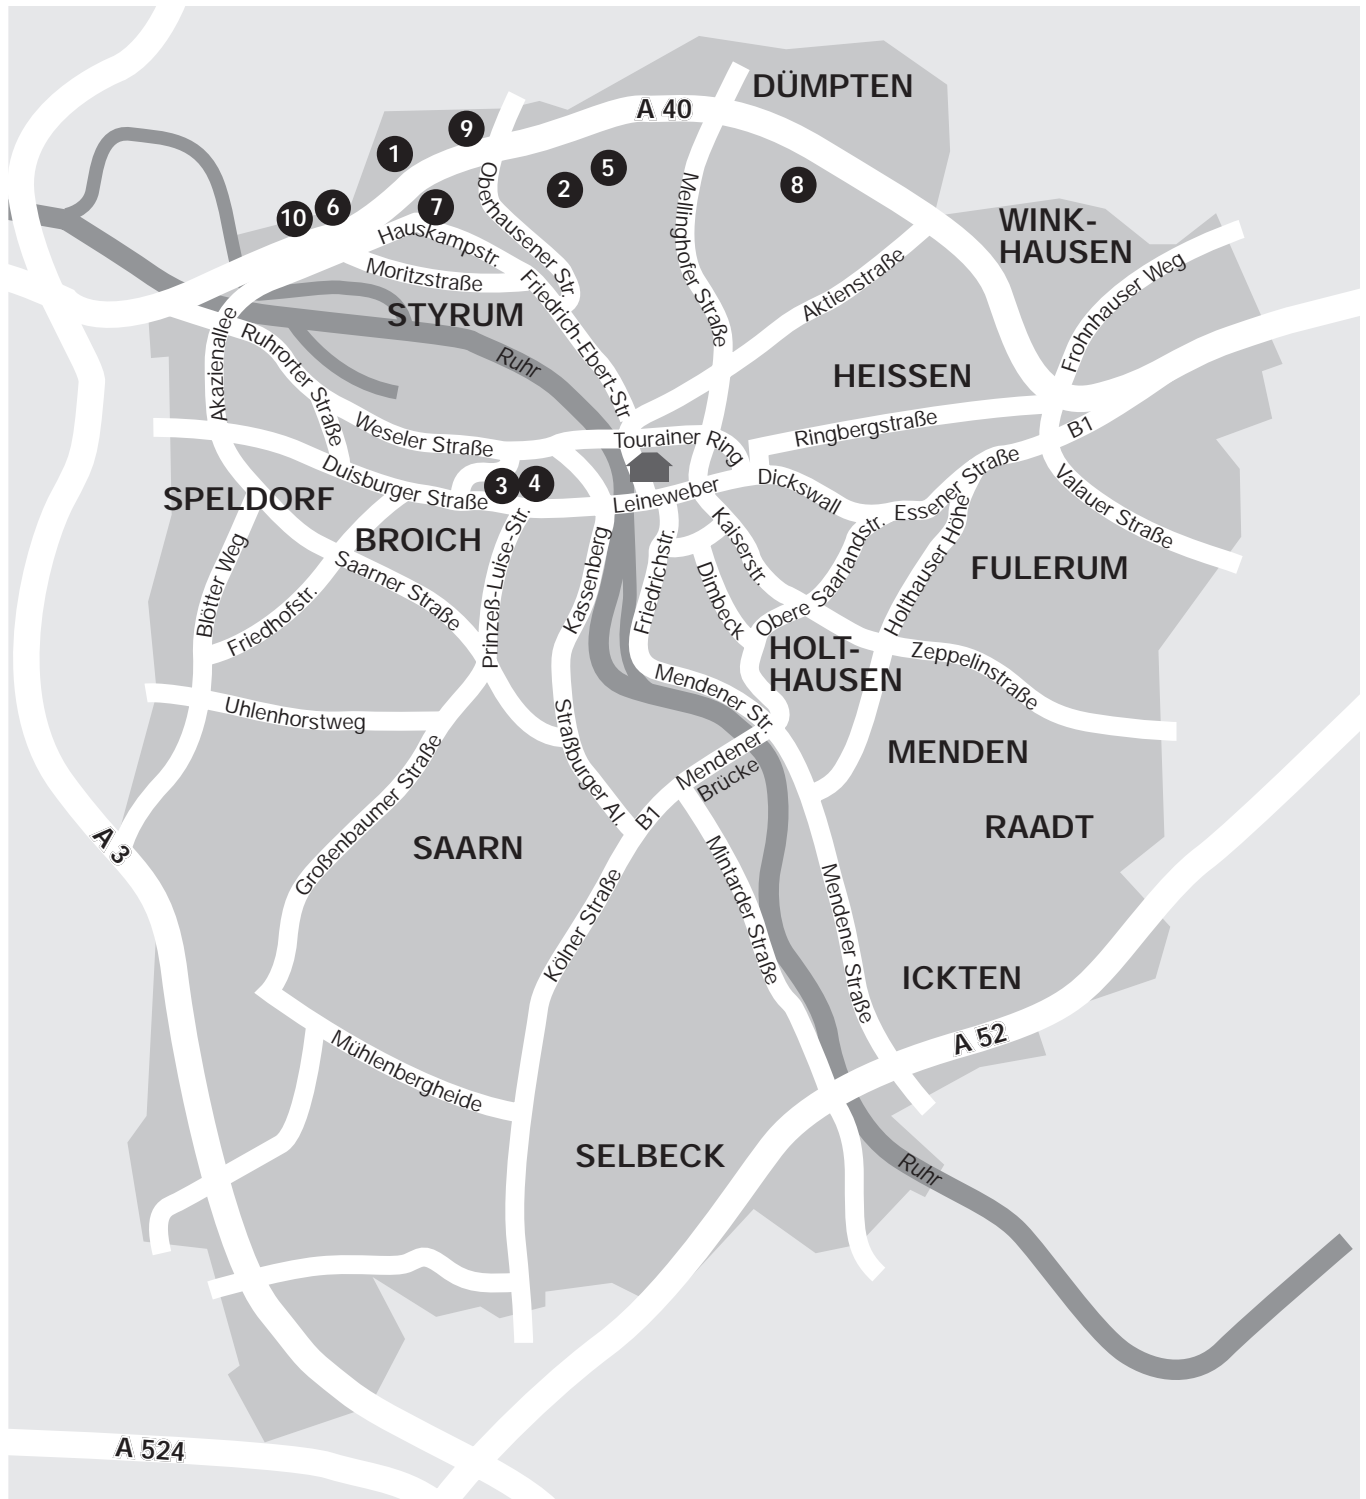 DÜMPTEN
A 40
9
1
5
2
8
10
6
7
Oberhausener Str.
Mellinghofer Straße
WINK-
HAUSEN
Hauskampstr.
Moritzstraße
Friedrich-Ebert-Str.
Aktienstraße
Frohnhauser Weg
STYRUM
Akazienallee
Ruhrorter Straße
Ruhr
HEISSEN
Weseler Straße
Tourainer Ring
Ringbergstraße
B1
Duisburger Straße
3
4
Leineweber
Dickswall
Essener Straße
Valauer Straße
SPELDORF
BROICH
Prinzeß-Luise-Str.
Kassenberg
Friedrichstr.
Kaiserstr.
Dimbeck
Obere Saarlandstr.
Holthauser Höhe
FULERUM
Blötter Weg
Friedhofstr.
Saarner Straße
HOLT-
HAUSEN
Zeppelinstraße
Uhlenhorstweg
Mendener Str.
Straßburger Al.
Mendener
Brücke
B1
MENDEN
Großenbaumer Straße
A 3
SAARN
RAADT
Kölner Straße
Mintarder Straße
Mendener Straße
ICKTEN
A 52
Mühlenbergheide
SELBECK
Ruhr
A 524